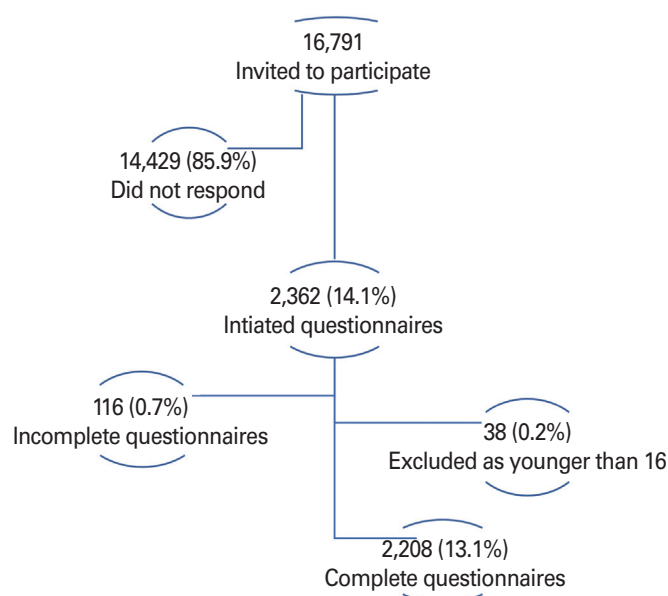 16,791
Invited to participate
14,429 (85.9%)
Did not respond
2,362 (14.1%)
Intiated questionnaires
116 (0.7%)
Incomplete questionnaires
38 (0.2%)
Excluded as younger than 16
2,208 (13.1%)
Complete questionnaires